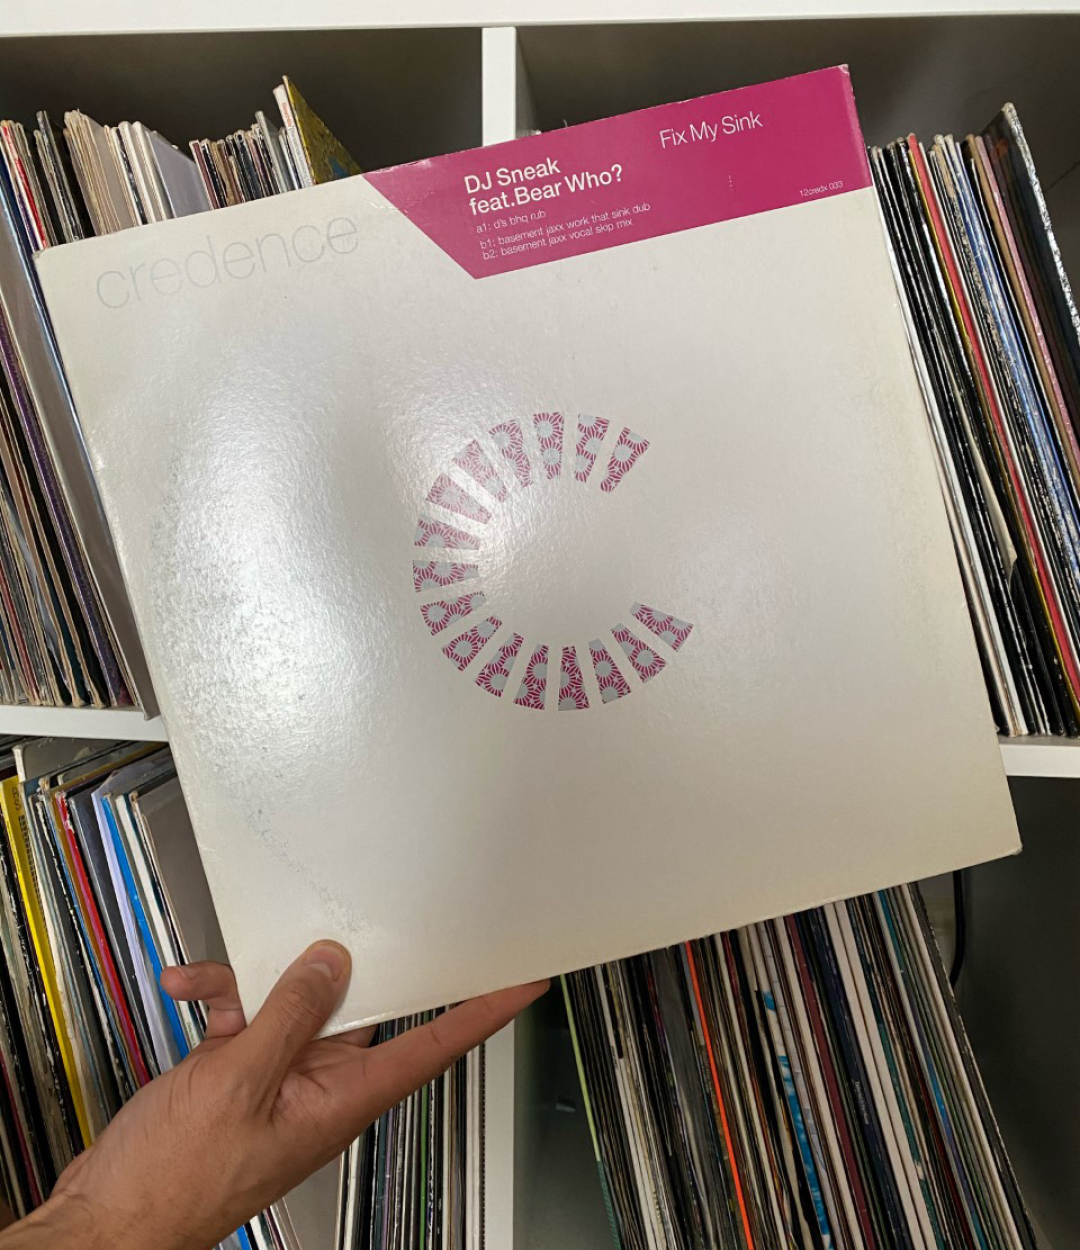 credence
DJ Sneak
feat.Bear Who?
a1: d's bhq rub
b1: basement jaxx work that sink dub
b2: basement jaxx vocal skip mix
Fix My Sink
12credx 033